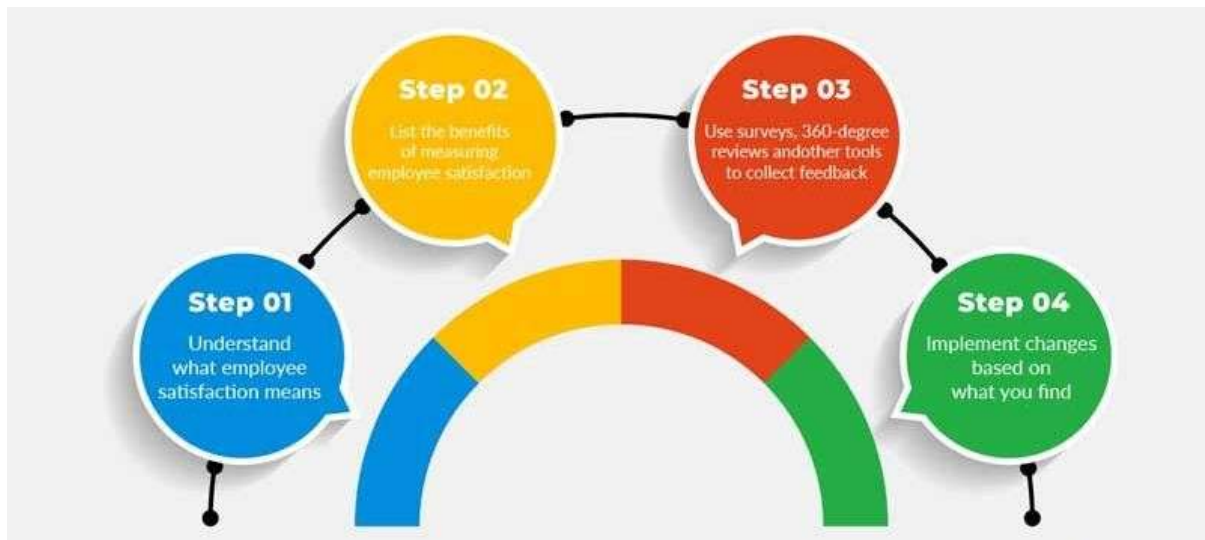 Step 01
Understand
what employee
satisfaction means
Step 02
List the benefits
of measuring
employee satisfaction
Step 03
Use surveys, 360-degree
reviews andother tools
to collect feedback
Step 04
Implement changes
based on
what you find